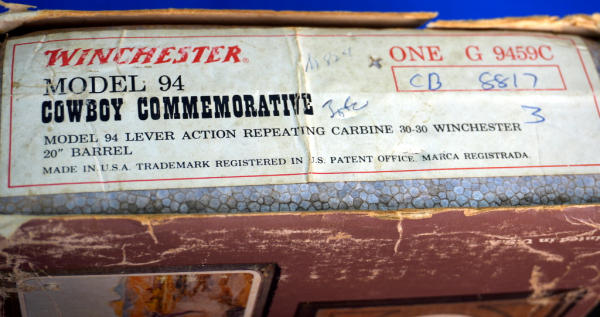 WINCHESTER®
ONE G 9459C
MODEL 94
CB 8817
COWBOY COMMEMORATIVE
3
MODEL 94 LEVER ACTION REPEATING CARBINE 30-30 WINCHESTER
20" BARREL
MADE IN U.S.A. TRADEMARK REGISTERED IN U.S. PATENT OFFICE. MARCA REGISTRADA.